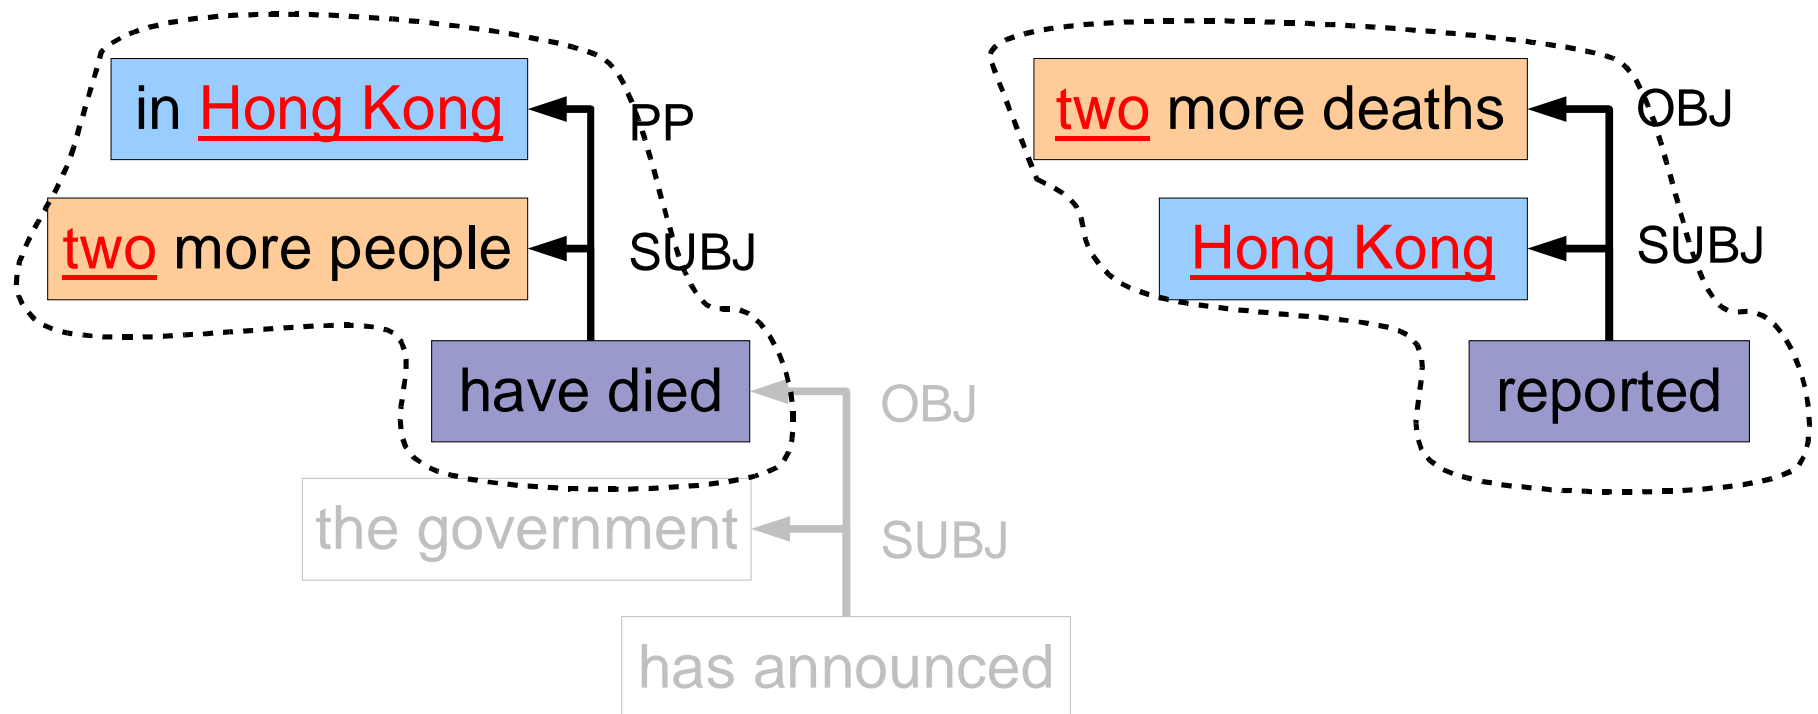 in Hong Kong
PP
two more people
SUBJ
have died
OBJ
the government
SUBJ
has announced
two more deaths
OBJ
Hong Kong
SUBJ
reported